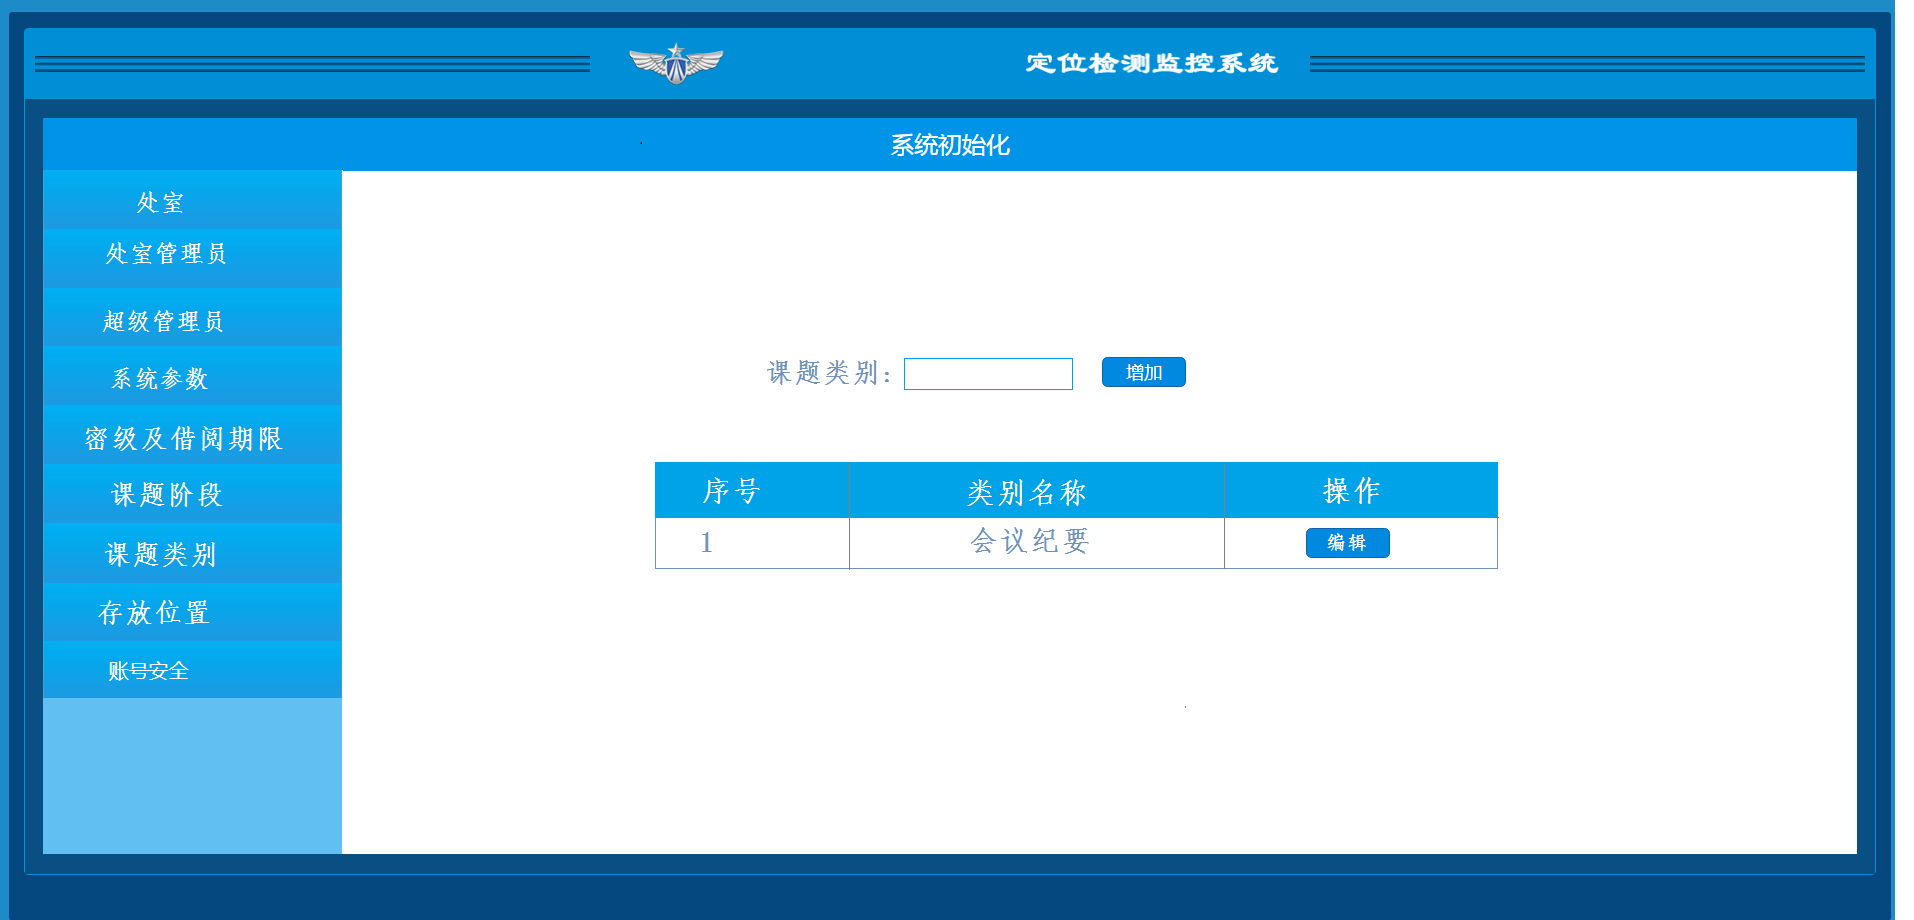 定位检测监控系统
系统初始化
处室
处室管理员
超级管理员
系统参数
密级及借阅期限
课题阶段
课题类别
存放位置
账号安全
课题类别: 增加
序号 类别名称 操作
1 会议纪要 编辑